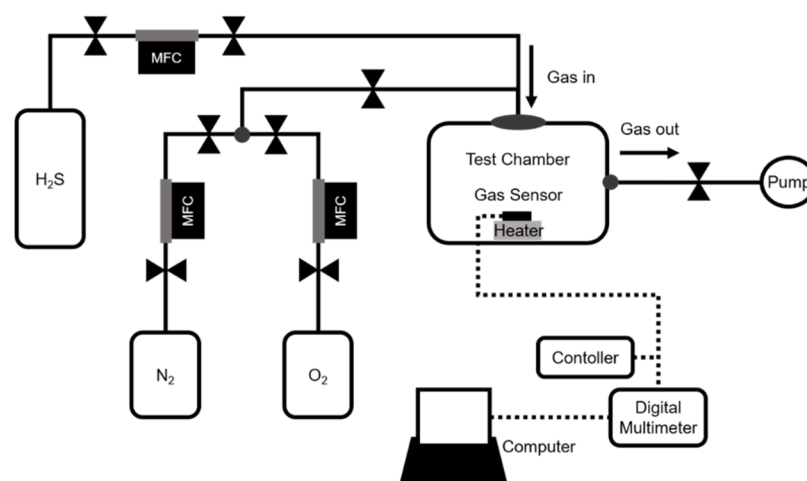 MFC
Gas in
Gas out
H₂S
Test Chamber
Gas Sensor
Heater
Pump
MFC
MFC
N₂
O₂
Contoller
Digital
Multimeter
Computer